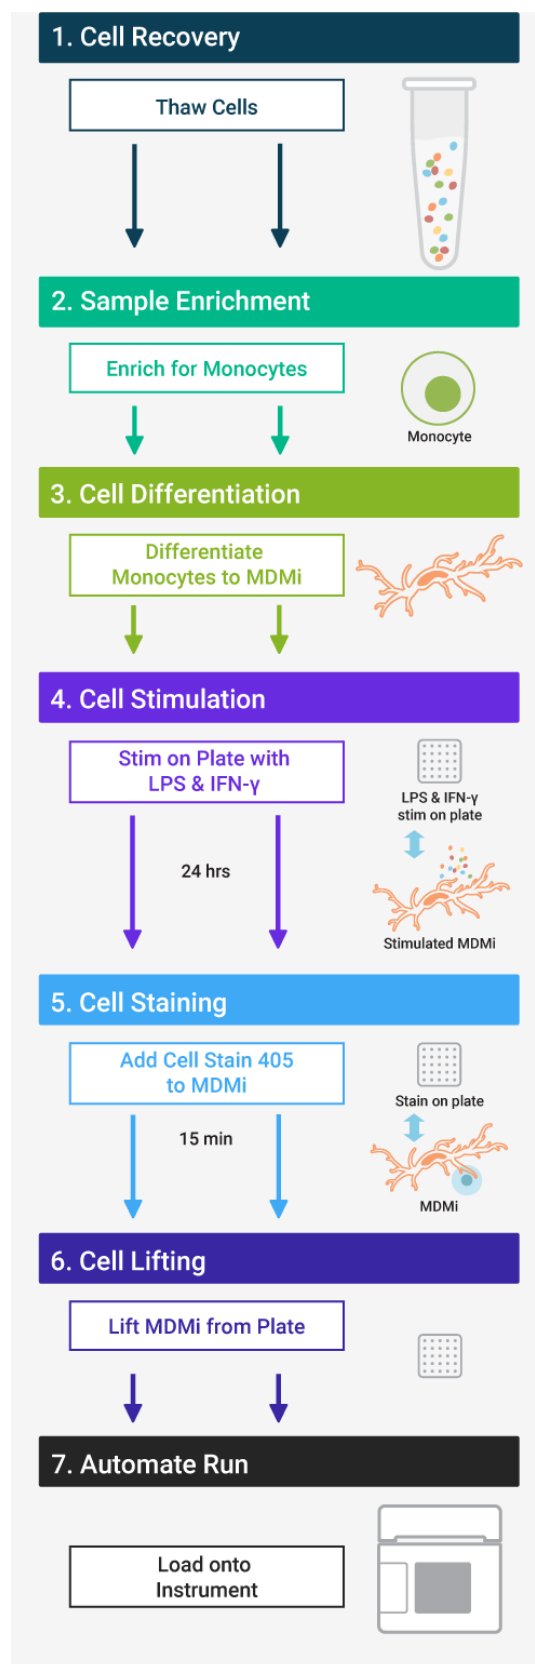 1. Cell Recovery
Thaw Cells
2. Sample Enrichment
Enrich for Monocytes
Monocyte
3. Cell Differentiation
Differentiate
Monocytes to MDMi
4. Cell Stimulation
Stim on Plate with
LPS & IFN-γ
LPS & IFN-γ
stim on plate
24 hrs
Stimulated MDMi
5. Cell Staining
Add Cell Stain 405
to MDMi
Stain on plate
15 min
MDMi
6. Cell Lifting
Lift MDMi from Plate
7. Automate Run
Load onto
Instrument